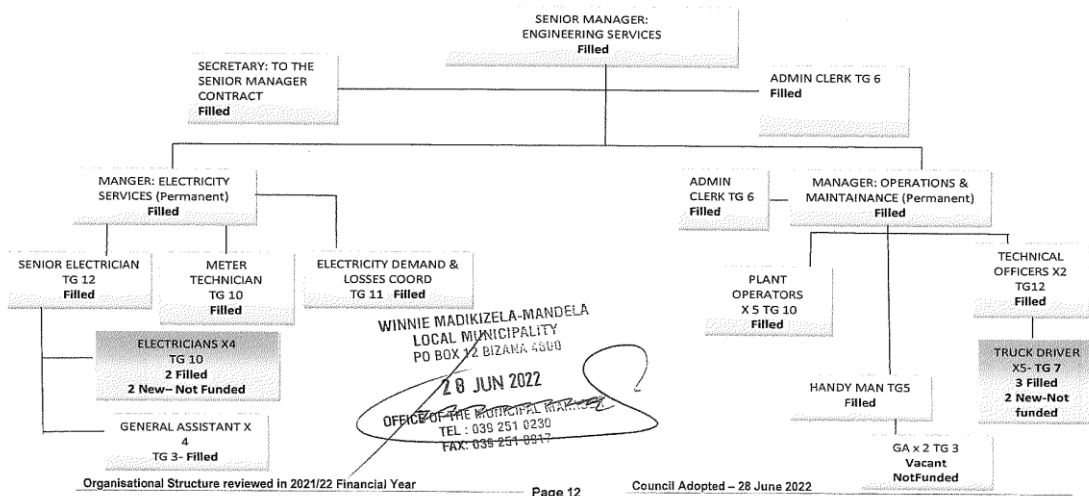 SENIOR MANAGER:
ENGINEERING SERVICES
Filled
SECRETARY: TO THE
SENIOR MANAGER
CONTRACT
Filled
ADMIN CLERK TG 6
Filled
MANGER: ELECTRICITY
SERVICES (Permanent)
Filled
ADMIN
CLERK TG 6
Filled
MANAGER: OPERATIONS &
MAINTAINANCE (Permanent)
Filled
SENIOR ELECTRICIAN
TG 12
Filled
METER
TECHNICIAN
TG 10
Filled
ELECTRICITY DEMAND &
LOSSES COORD
TG 11 Filled
PLANT
OPERATORS
X 5 TG 10
Filled
TECHNICAL
OFFICERS X2
TG12
Filled
ELECTRICIANS X4
TG 10
2 Filled
2 New– Not Funded
GENERAL ASSISTANT X
4
TG 3- Filled
HANDY MAN TG5
Filled
TRUCK DRIVER
X5- TG 7
3 Filled
2 New-Not
funded
GA x 2 TG 3
Vacant
NotFunded
WINNIE MADIKIZELA-MANDELA
LOCAL MUNICIPALITY
PO BOX 12 BIZANA 4800
28 JUN 2022
OFFICE OF THE MUNICIPAL
TEL : 039 251 0230
FAX: 039 251 0917
Organisational Structure reviewed in 2021/22 Financial Year
Page 12
Council Adopted – 28 June 2022